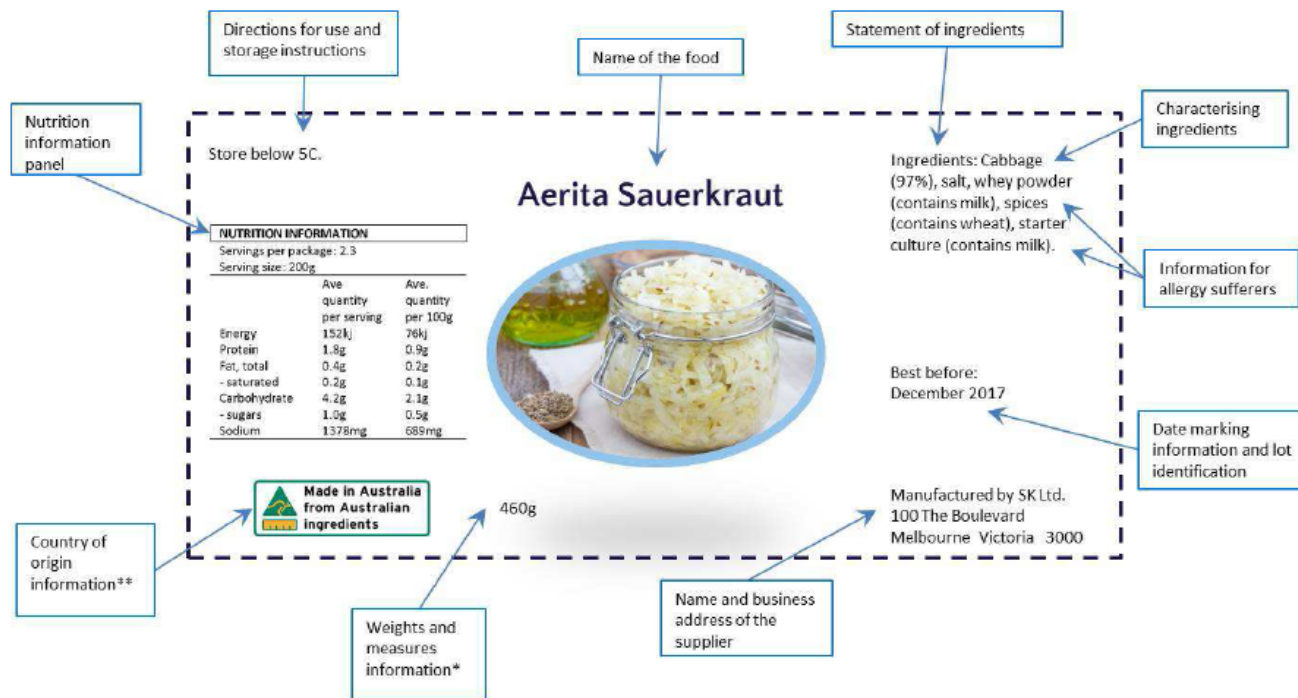 Directions for use and
storage instructions
Name of the food
Statement of ingredients
Characterising
ingredients
Nutrition
information
panel
Store below 5C.
Aerita Sauerkraut
Ingredients: Cabbage
(97%), salt, whey powder
(contains milk), spices
(contains wheat), starter
culture (contains milk).
Information for
allergy sufferers
NUTRITION INFORMATION
Servings per package: 2.3
Serving size: 200g
Ave quantity per serving Ave. quantity per 100g
Energy 152kj 76kj
Protein 1.8g 0.9g
Fat, total 0.4g 0.2g
- saturated 0.2g 0.1g
Carbohydrate 4.2g 2.1g
- sugars 1.0g 0.5g
Sodium 1378mg 689mg
Best before:
December 2017
Date marking
information and lot
identification
Made in Australia
from Australian
ingredients
460g
Manufactured by SK Ltd.
100 The Boulevard
Melbourne Victoria 3000
Country of
origin
information**
Weights and
measures
information*
Name and business
address of the
supplier